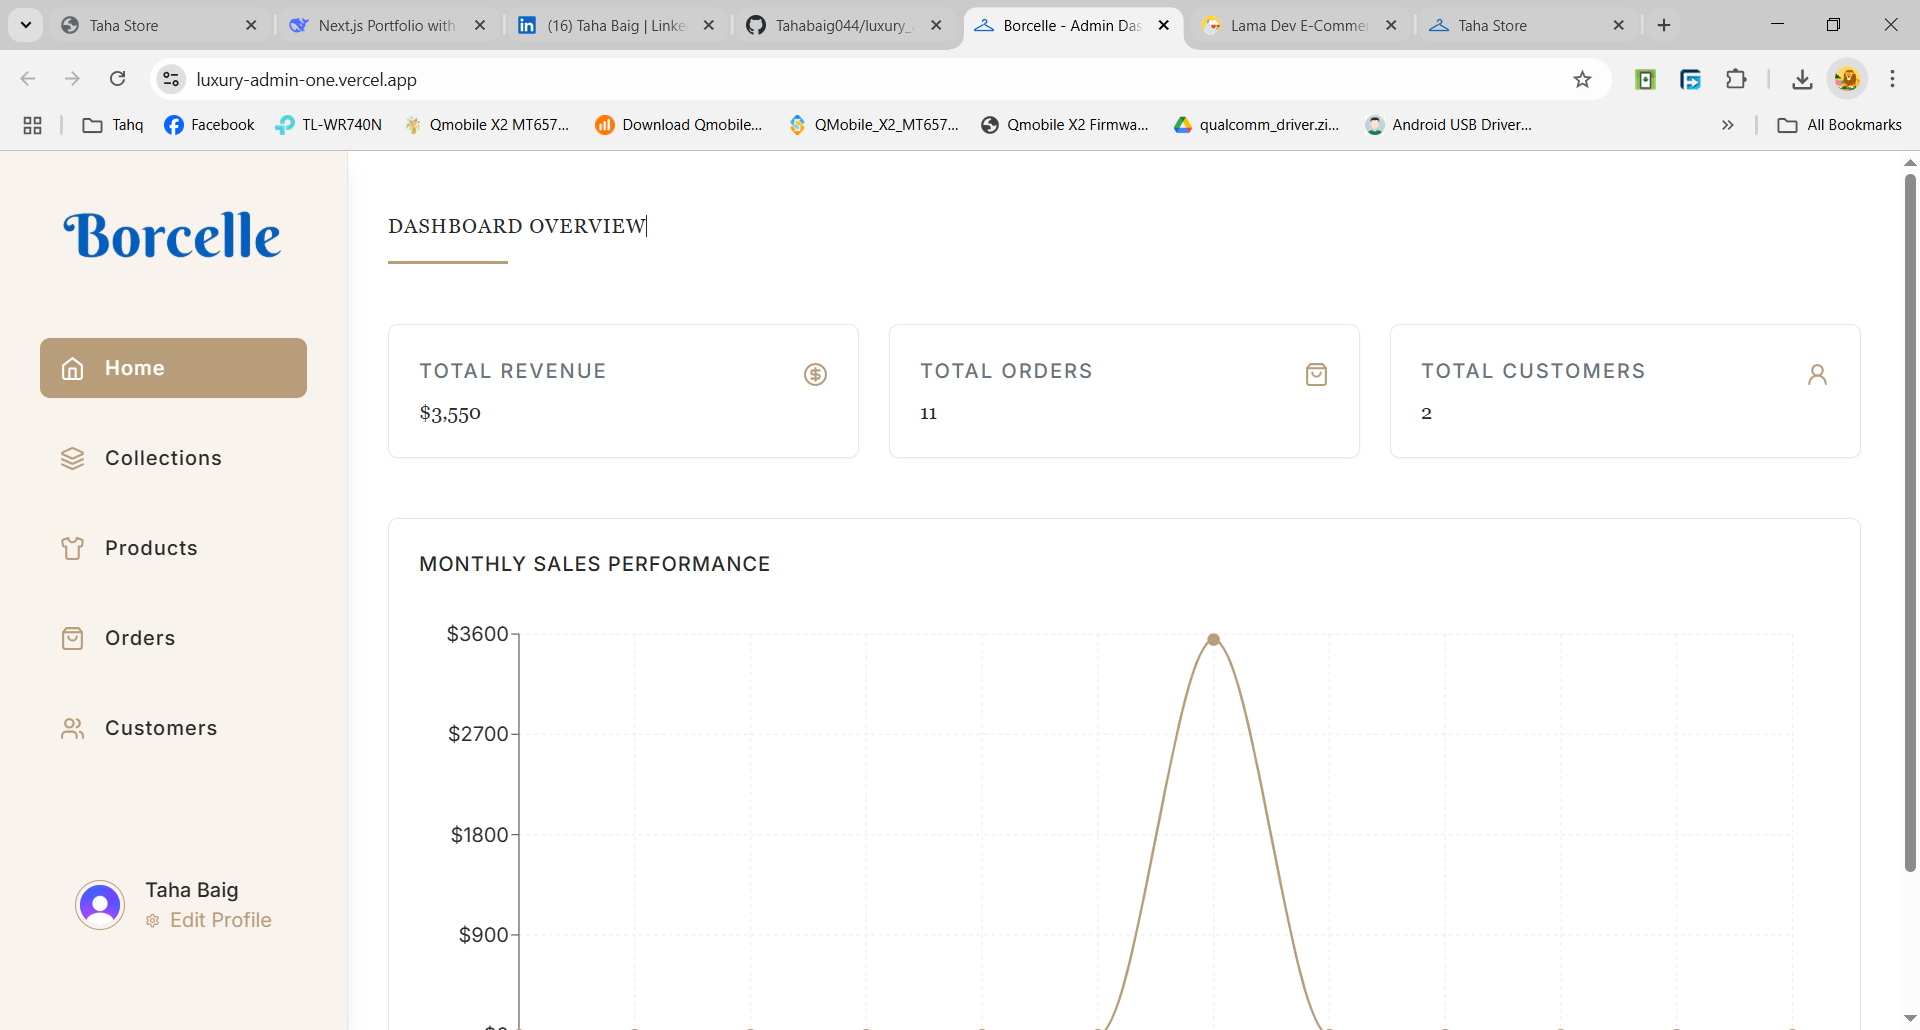 Taha Store
Next.js Portfolio with
(16) Taha Baig | Linke
Tahabaig044/luxury_
Borcelle - Admin Das
Lama Dev E-Commer
Taha Store
luxury-admin-one.vercel.app
Tahq
Facebook
TL-WR740N
Qmobile X2 MT657...
Download Qmobile...
QMobile_X2_MT657...
Qmobile X2 Firmwa...
qualcomm_driver.zi...
Android USB Driver...
All Bookmarks
Borcelle
Home
Collections
Products
Orders
Customers
Taha Baig
Edit Profile
DASHBOARD OVERVIEW
TOTAL REVENUE
$3,550
TOTAL ORDERS
11
TOTAL CUSTOMERS
2
MONTHLY SALES PERFORMANCE
$3600
$2700
$1800
$900